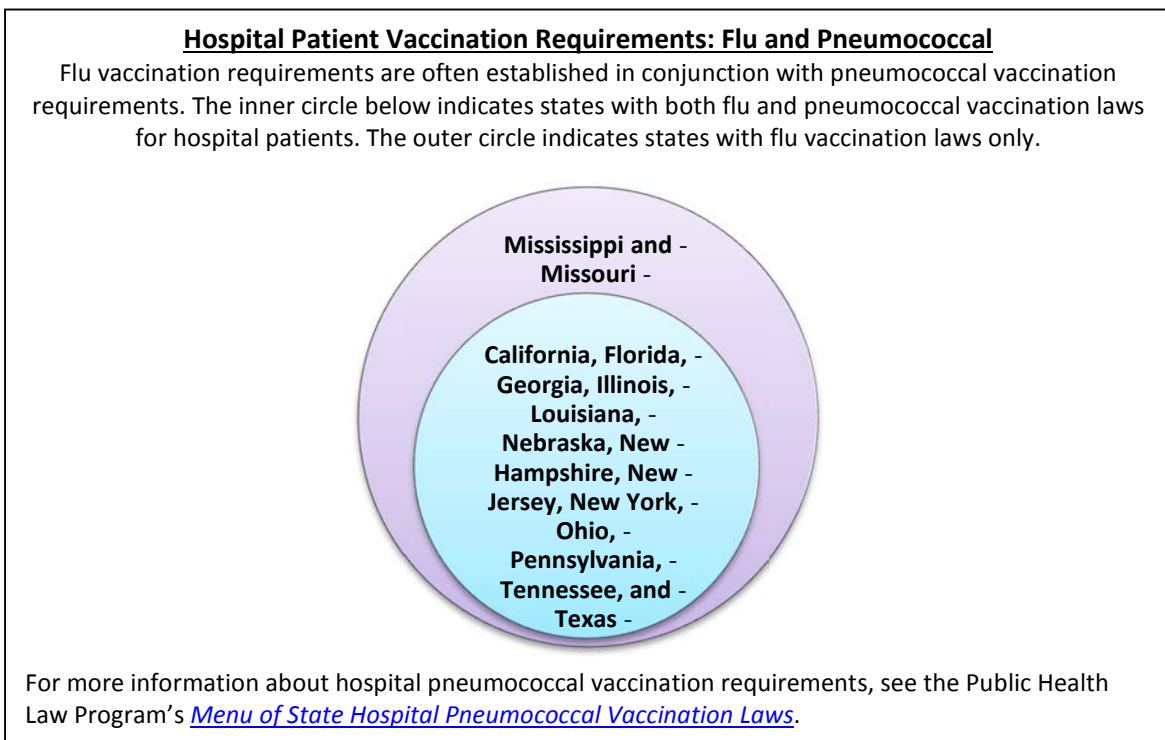 Hospital Patient Vaccination Requirements: Flu and Pneumococcal
Flu vaccination requirements are often established in conjunction with pneumococcal vaccination
requirements. The inner circle below indicates states with both flu and pneumococcal vaccination laws
for hospital patients. The outer circle indicates states with flu vaccination laws only.
Mississippi and -
Missouri -
California, Florida, -
Georgia, Illinois, -
Louisiana, -
Nebraska, New -
Hampshire, New -
Jersey, New York, -
Ohio, -
Pennsylvania, -
Tennessee, and -
Texas -
For more information about hospital pneumococcal vaccination requirements, see the Public Health
Law Program’s Menu of State Hospital Pneumococcal Vaccination Laws.